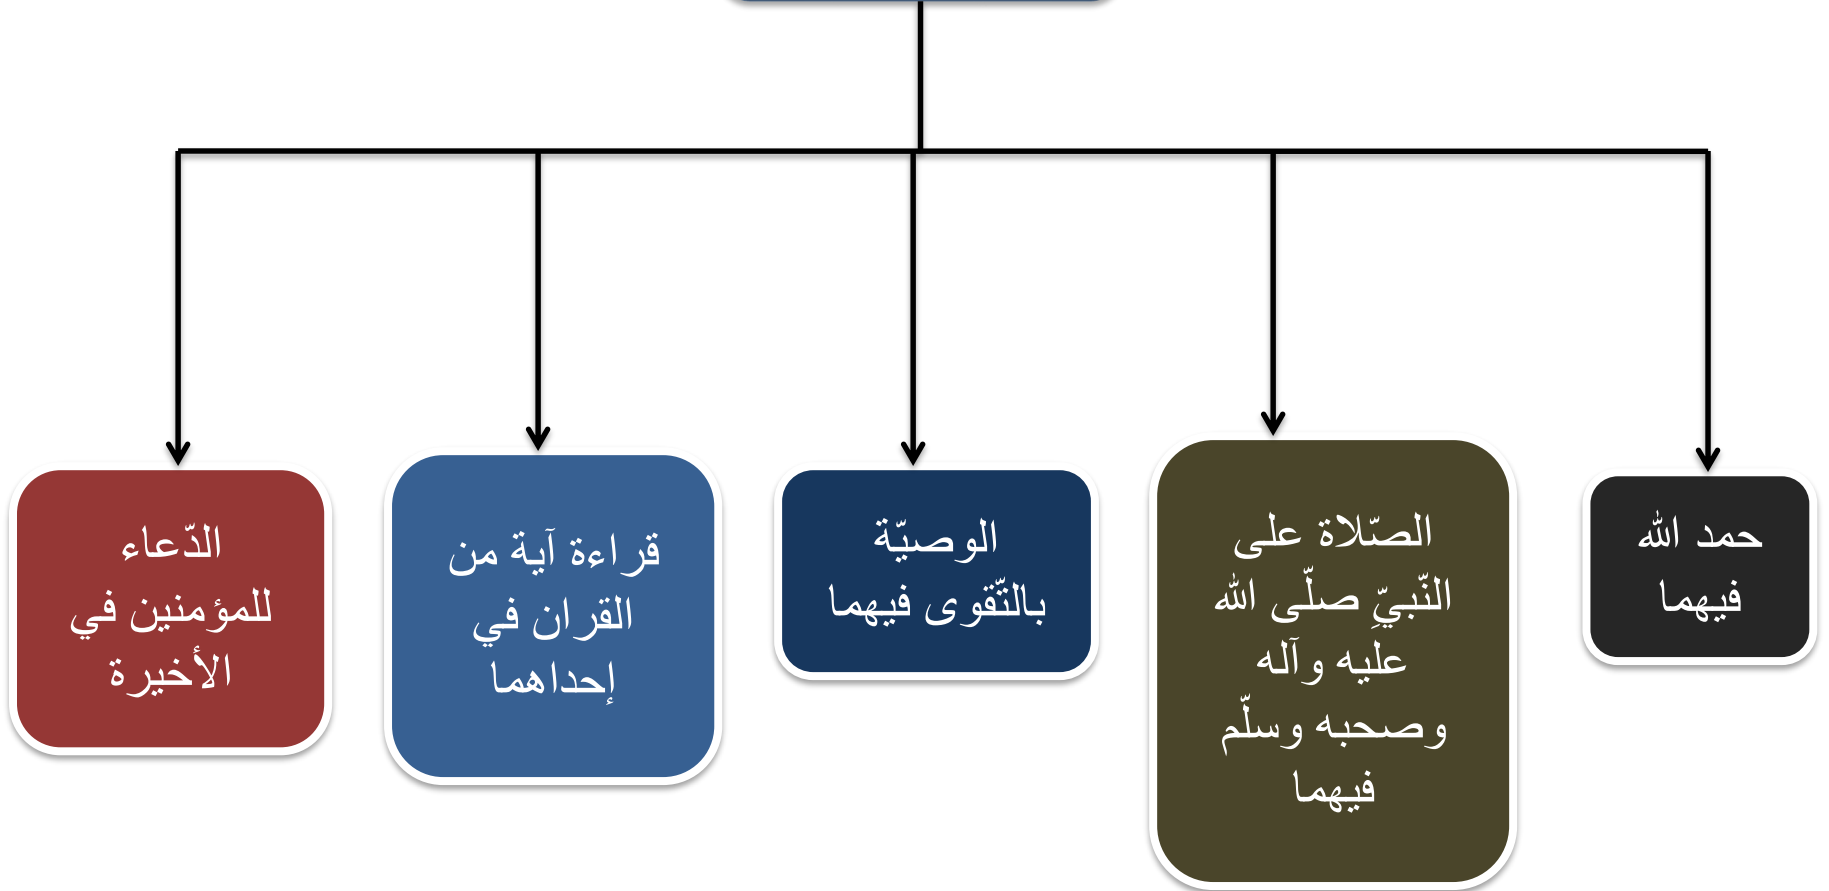 حمد الله
فيهما
الصّلاة على
النّبيِّ صلّى الله
عليه وآله
وصحبه وسلّم
فيهما
الوصيّة
بالتّقوى فيهما
قراءة آية من
القران في
إحداهما
الدّعاء
للمؤمنين في
الأخيرة